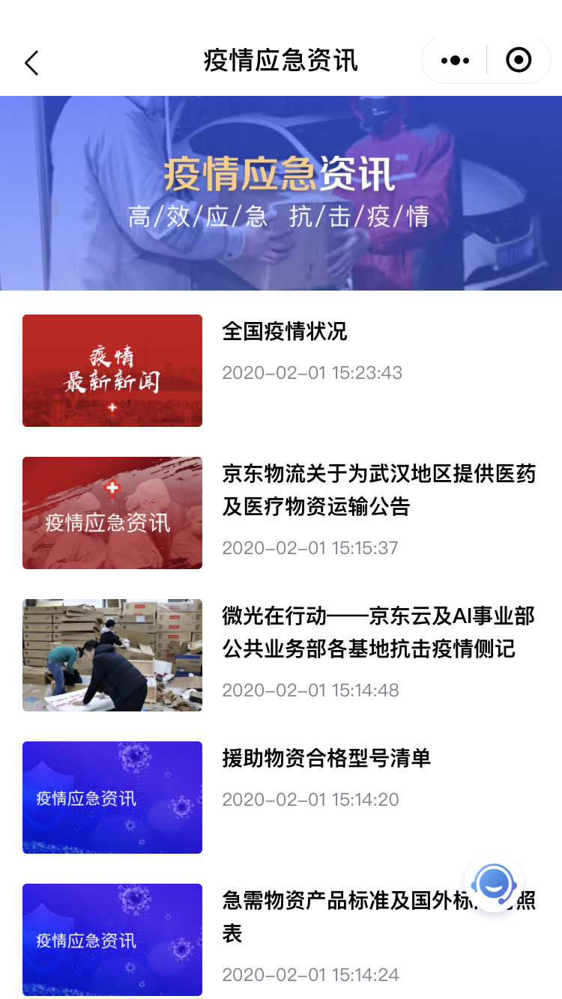 疫情应急资讯
疫情应急资讯
高/效/应/急 抗/击/疫/情
疫情
最新新闻
全国疫情状况
2020-02-01 15:23:43
疫情应急资讯
京东物流关于为武汉地区提供医药
及医疗物资运输公告
2020-02-01 15:15:37
微光在行动——京东云及AI事业部
公共业务部各基地抗击疫情侧记
2020-02-01 15:14:48
疫情应急资讯
援助物资合格型号清单
2020-02-01 15:14:20
疫情应急资讯
急需物资产品标准及国外标 照
表
2020-02-01 15:14:24